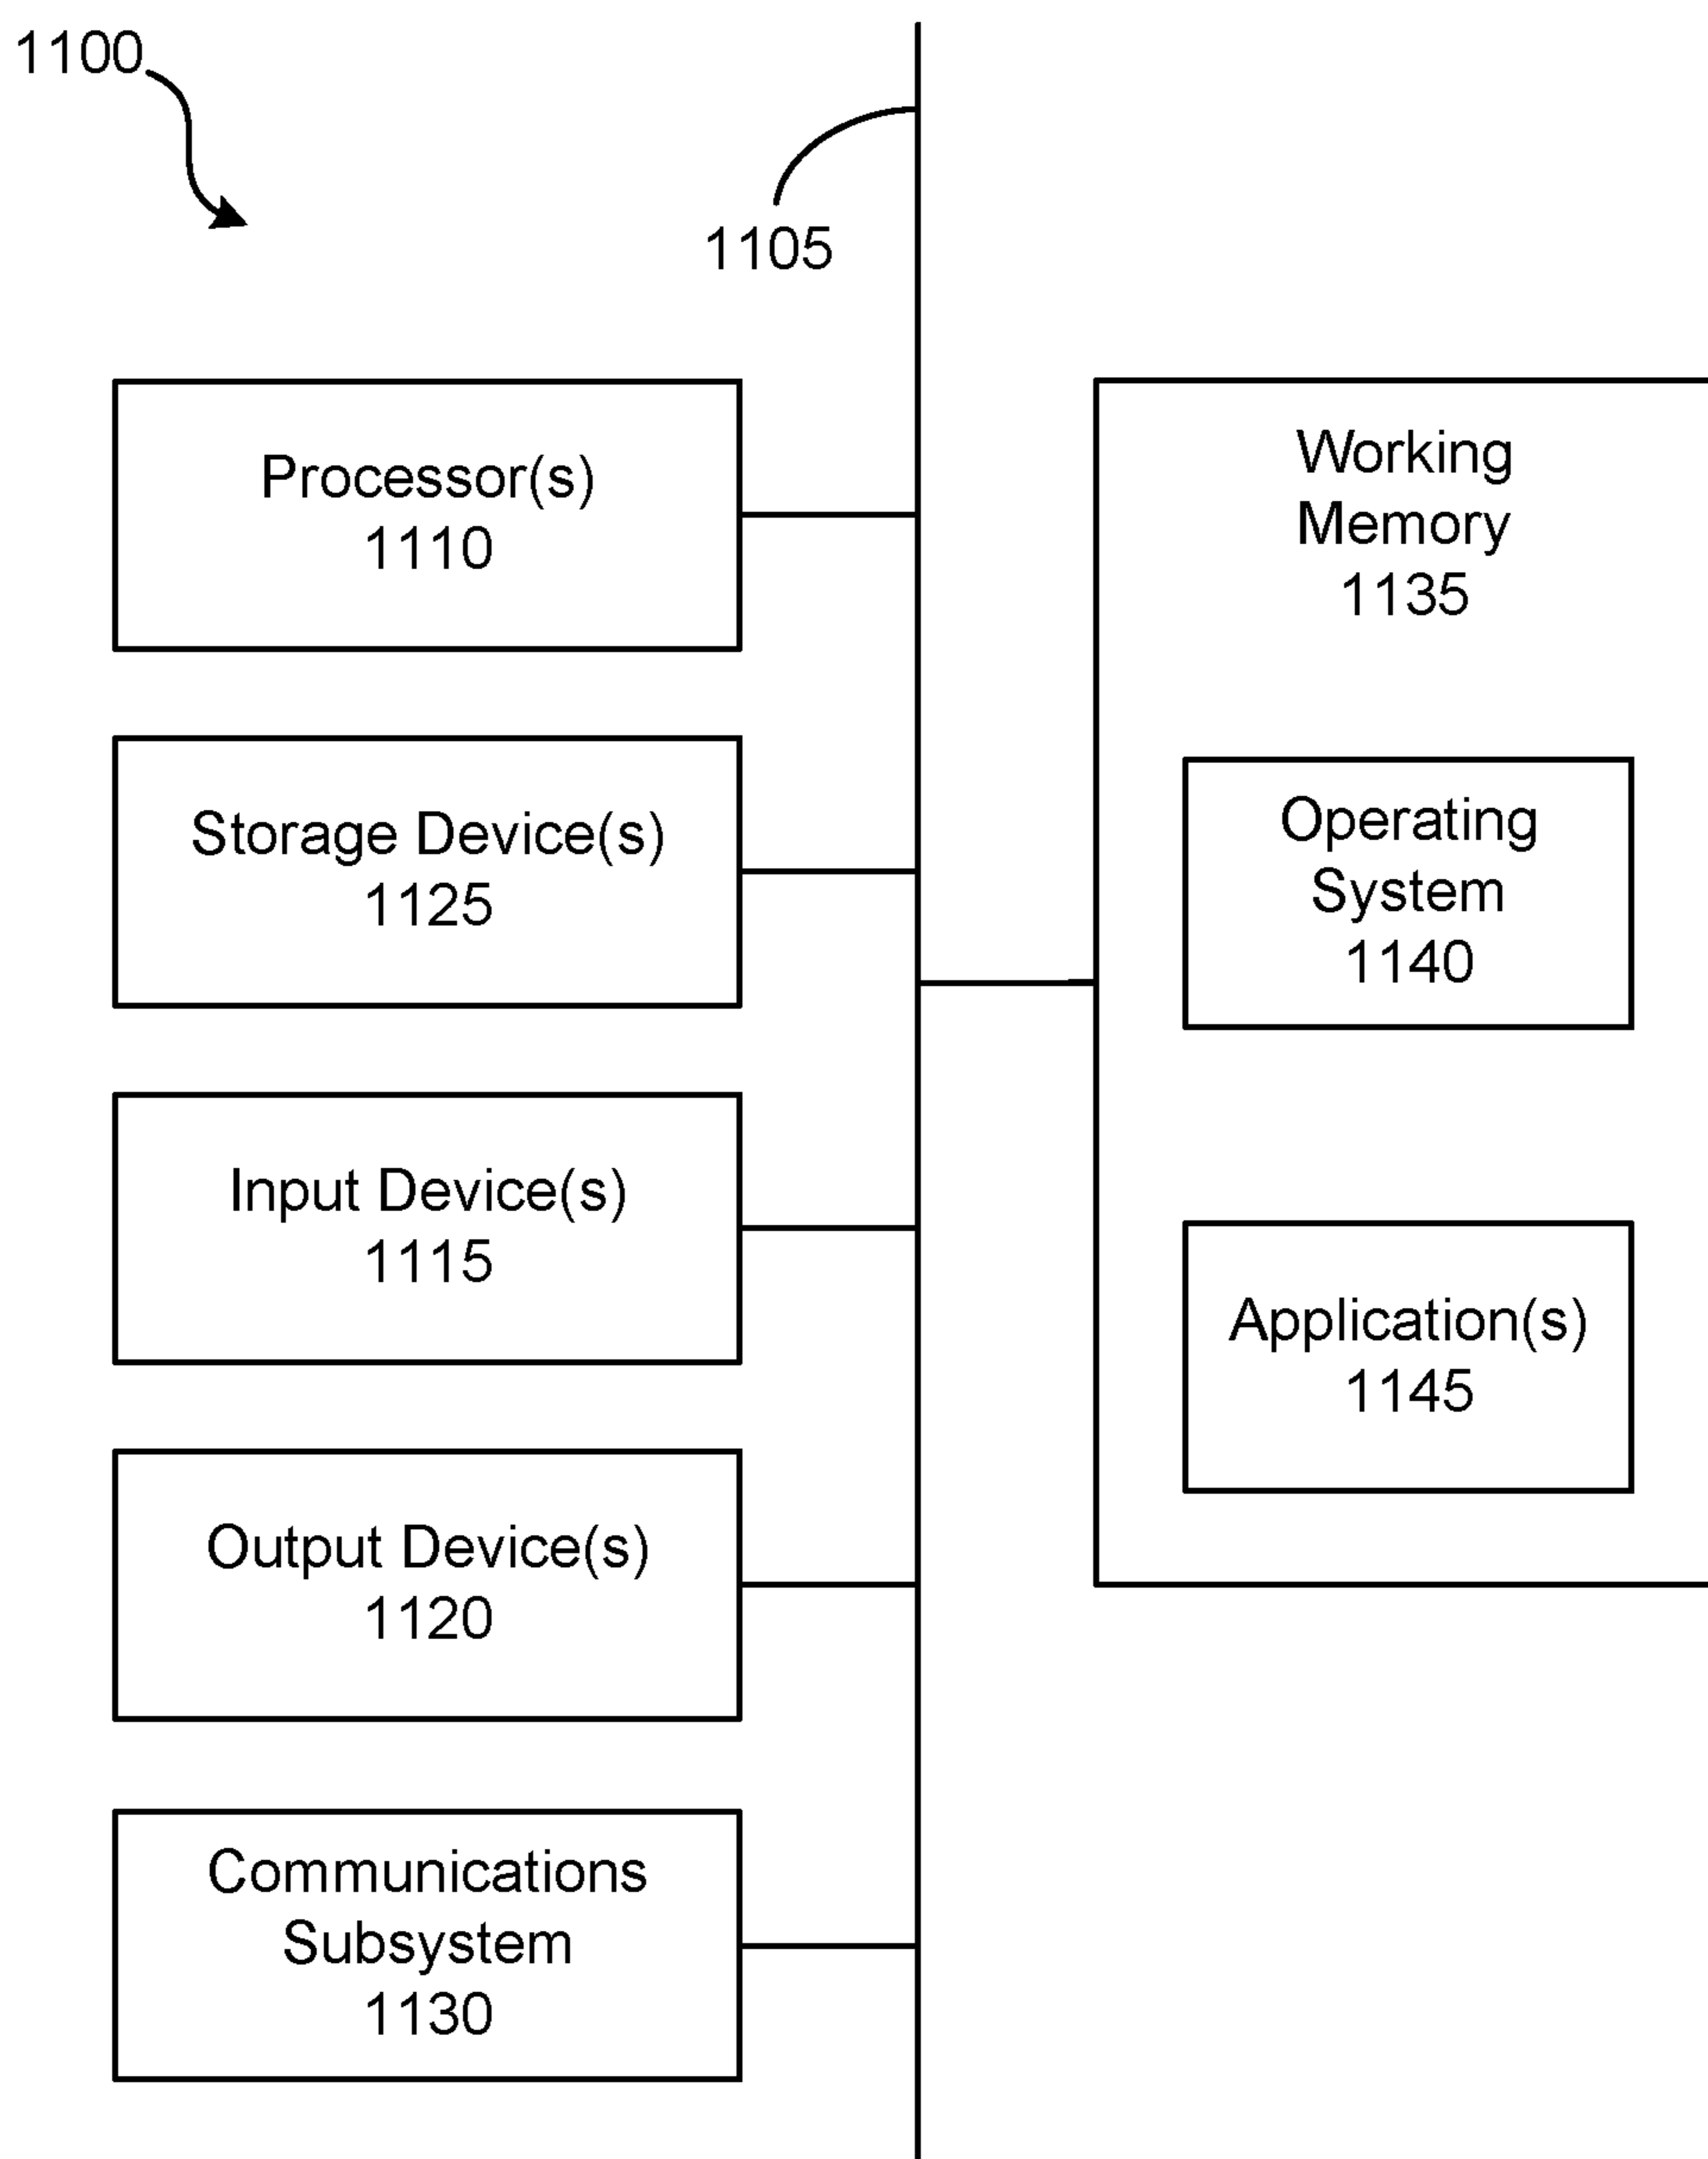 1100
1105
Processor(s)
1110
Storage Device(s)
1125
Input Device(s)
1115
Output Device(s)
1120
Communications
Subsystem
1130
Working
Memory
1135
Operating
System
1140
Application(s)
1145